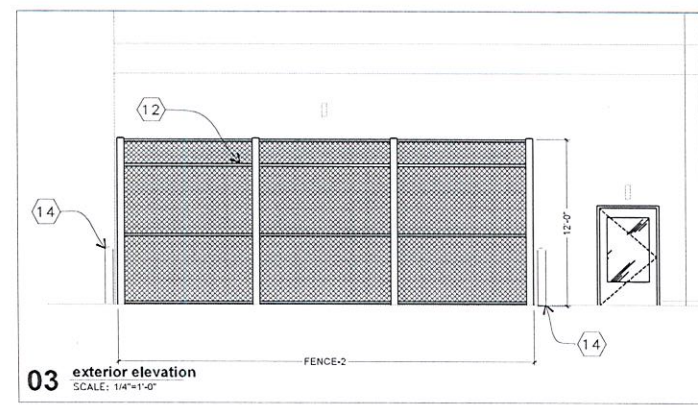 12
14
12'-0"
14
FENCE-2
03 exterior elevation
SCALE: 1/4"=1'-0"